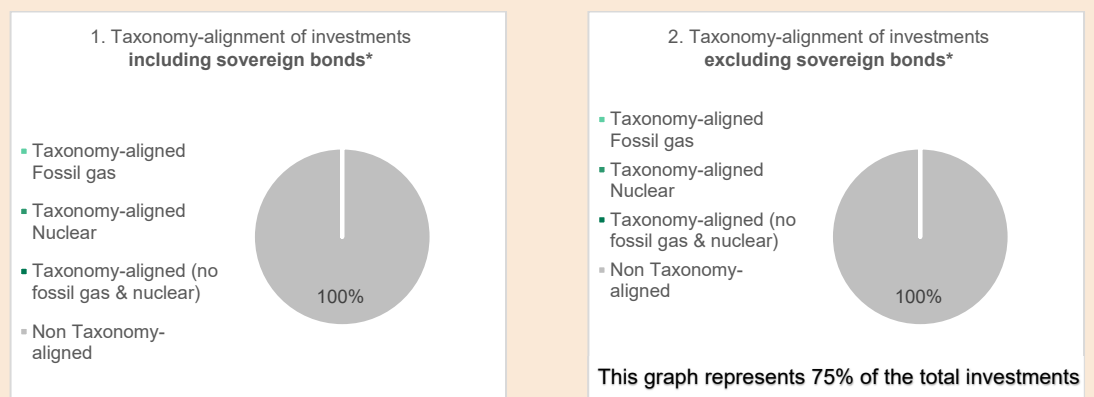 1. Taxonomy-alignment of investments
including sovereign bonds*
Taxonomy-aligned
Fossil gas
Taxonomy-aligned
Nuclear
Taxonomy-aligned (no
fossil gas & nuclear)
Non Taxonomy-
aligned
100%
2. Taxonomy-alignment of investments
excluding sovereign bonds*
Taxonomy-aligned
Fossil gas
Taxonomy-aligned
Nuclear
Taxonomy-aligned (no
fossil gas & nuclear)
Non Taxonomy-
aligned
100%
This graph represents 75% of the total investments